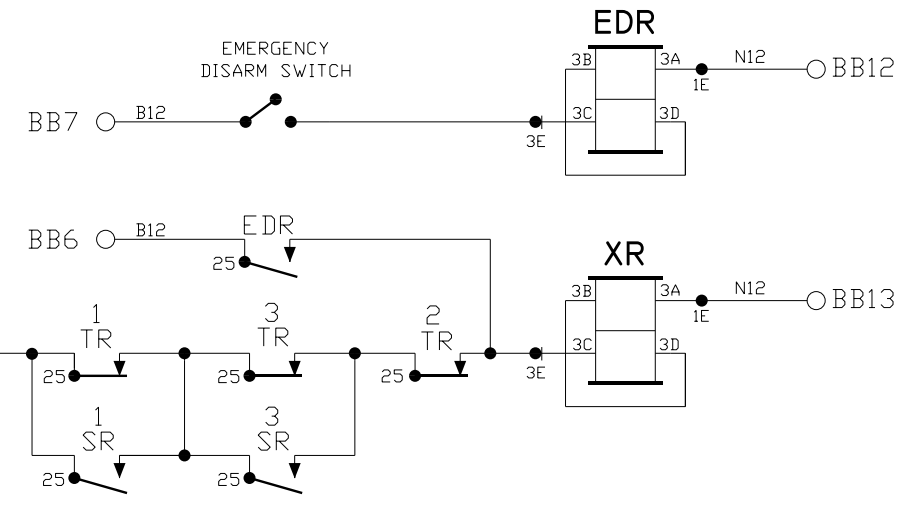 EDR
EMERGENCY
DISARM SWITCH
3B 3A N12 BB12
1E
BB7 B12 3C 3D
3E
BB6 B12 EDR
25
XR
3B 3A N12 BB13
1E
1 3 2
TR TR TR
3C 3D
25 25 25 3E
1 3
SR SR
25 25